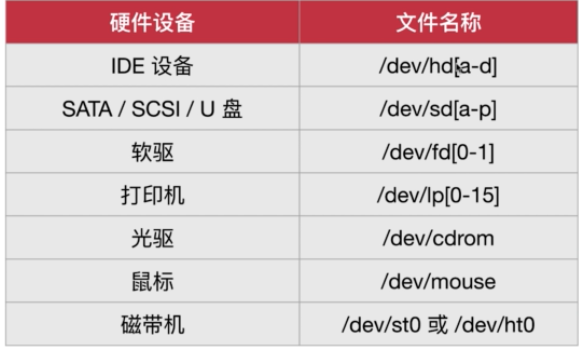 硬件设备 文件名称
IDE 设备 /dev/hd[a-d]
SATA / SCSI / U 盘 /dev/sd[a-p]
软驱 /dev/fd[0-1]
打印机 /dev/lp[0-15]
光驱 /dev/cdrom
鼠标 /dev/mouse
磁带机 /dev/st0 或 /dev/ht0